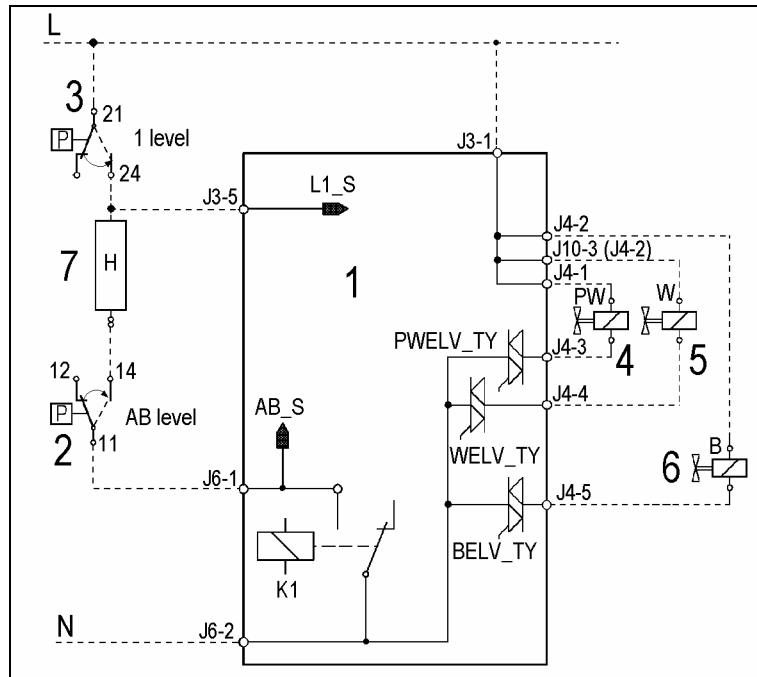 L
3
21
P
1 level
24
J3-1
J3-5
L1_S
J4-2
J10-3 (J4-2)
J4-1
7
H
1
PW
W
PWELV_TY
J4-3
4
5
12
14
J4-4
P
AB level
AB_S
WELV_TY
2
11
6
B
J6-1
J4-5
BELV_TY
K1
N
J6-2